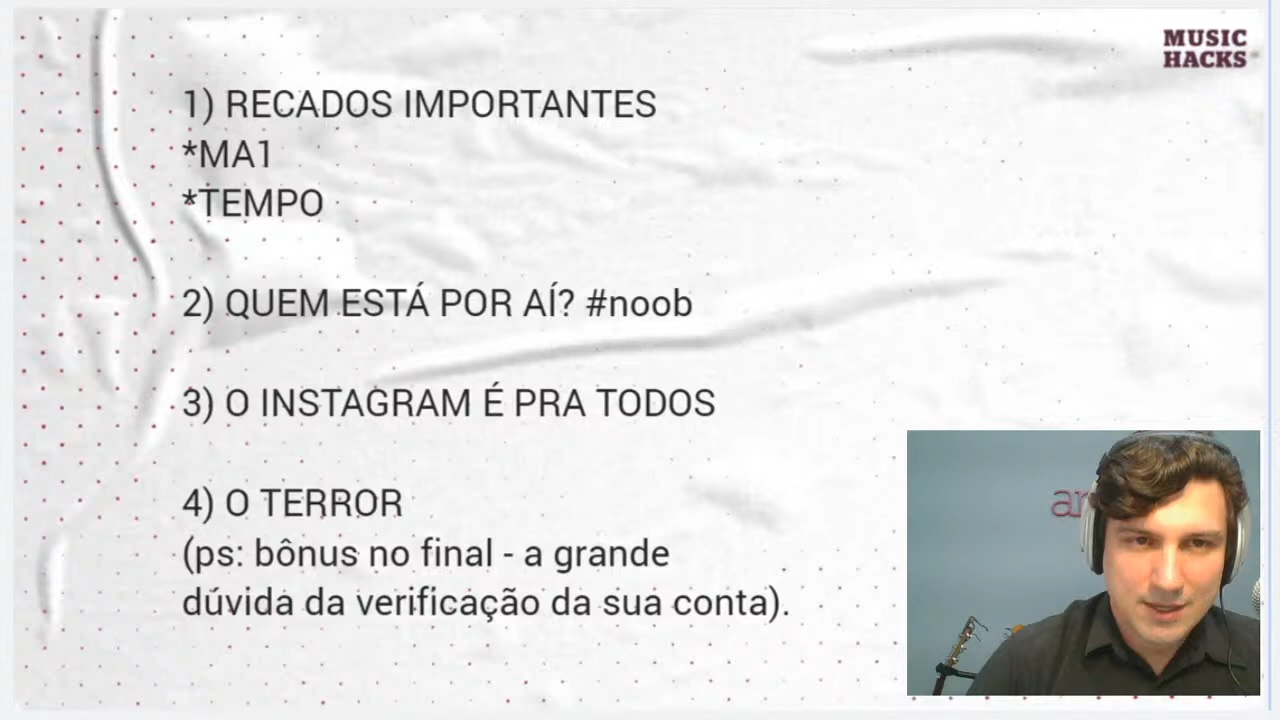 MUSIC
HACKS
1) RECADOS IMPORTANTES
*MA1
*TEMPO
2) QUEM ESTÁ POR AÍ? #noob
3) O INSTAGRAM É PRA TODOS
4) O TERROR
(ps: bônus no final - a grande
dúvida da verificação da sua conta).